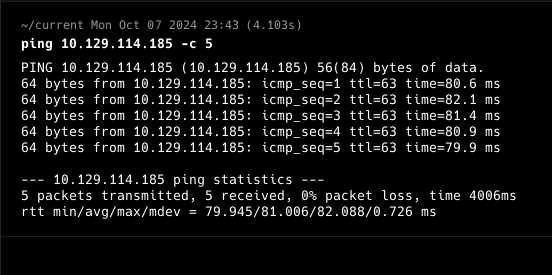 ~/current Mon Oct 07 2024 23:43 (4.103s)
ping 10.129.114.185 -c 5
PING 10.129.114.185 (10.129.114.185) 56(84) bytes of data.
64 bytes from 10.129.114.185: icmp_seq=1 ttl=63 time=80.6 ms
64 bytes from 10.129.114.185: icmp_seq=2 ttl=63 time=82.1 ms
64 bytes from 10.129.114.185: icmp_seq=3 ttl=63 time=81.4 ms
64 bytes from 10.129.114.185: icmp_seq=4 ttl=63 time=80.9 ms
64 bytes from 10.129.114.185: icmp_seq=5 ttl=63 time=79.9 ms
--- 10.129.114.185 ping statistics ---
5 packets transmitted, 5 received, 0% packet loss, time 4006ms
rtt min/avg/max/mdev = 79.945/81.006/82.088/0.726 ms